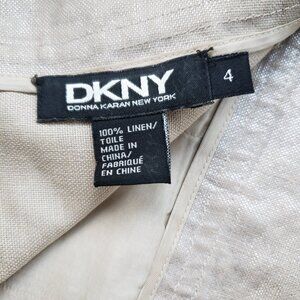 DKNY
DONNA KARAN NEW YORK
4
100% LINEN/
TOILE
MADE IN
CHINA/
FABRIQUÉ
EN CHINE